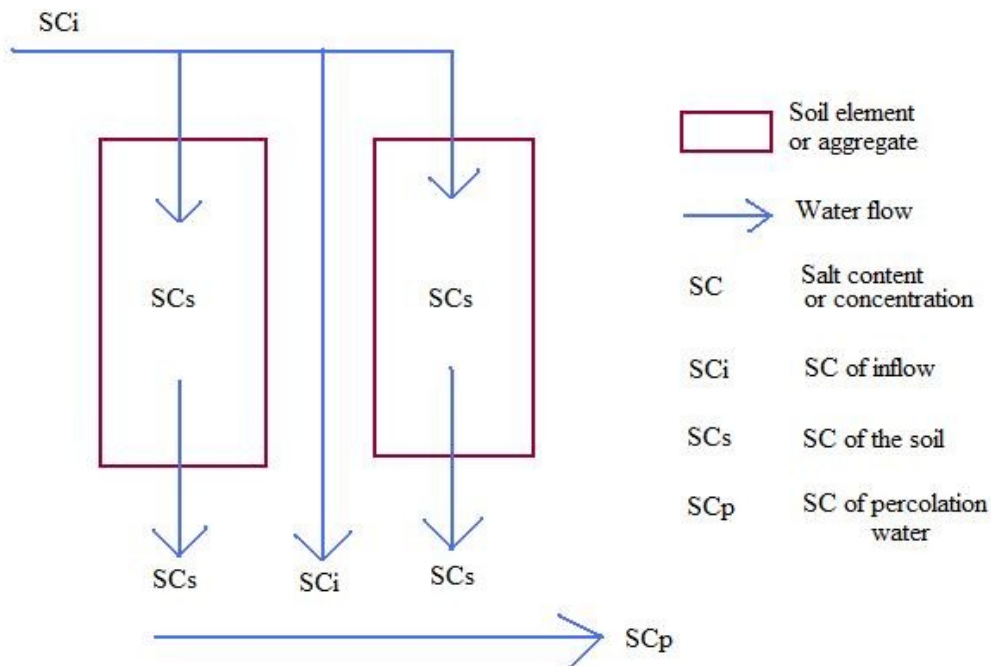 SCi
SCs
SCs
SCs
SCi
SCs
SCp
Soil element
or aggregate
Water flow
SC
Salt content
or concentration
SCi
SC of inflow
SCs
SC of the soil
SCp
SC of percolation
water